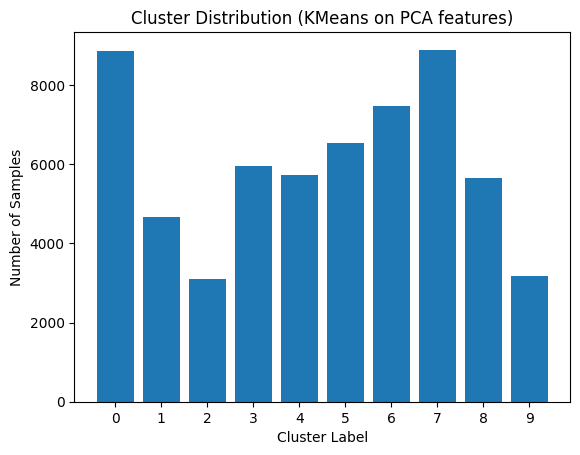 Cluster Distribution (KMeans on PCA features)
Number of Samples
8000
6000
4000
2000
0
0 1 2 3 4 5 6 7 8 9
Cluster Label